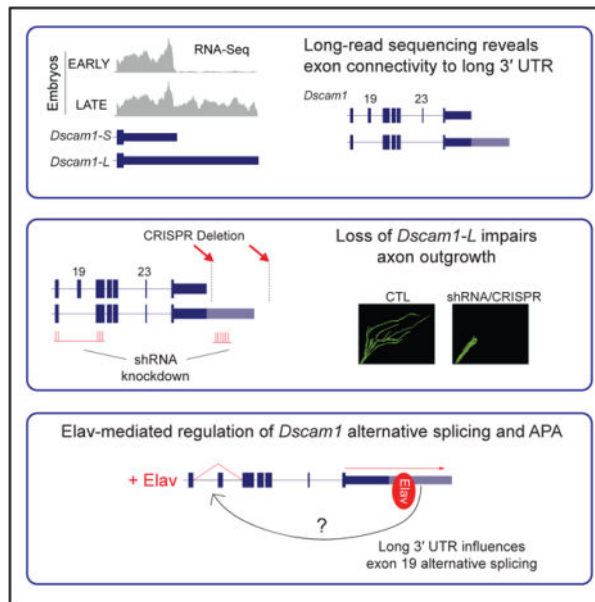 RNA-Seq
EARLY
Embryos
LATE
Dscam1-S
Dscam1-L
Long-read sequencing reveals
exon connectivity to long 3′ UTR
Dscam1
19 23
CRISPR Deletion
19 23
shRNA
knockdown
Loss of Dscam1-L impairs
axon outgrowth
CTL shRNA/CRISPR
Elav-mediated regulation of Dscam1 alternative splicing and APA
+ Elav
Elav
?
Long 3′ UTR influences
exon 19 alternative splicing